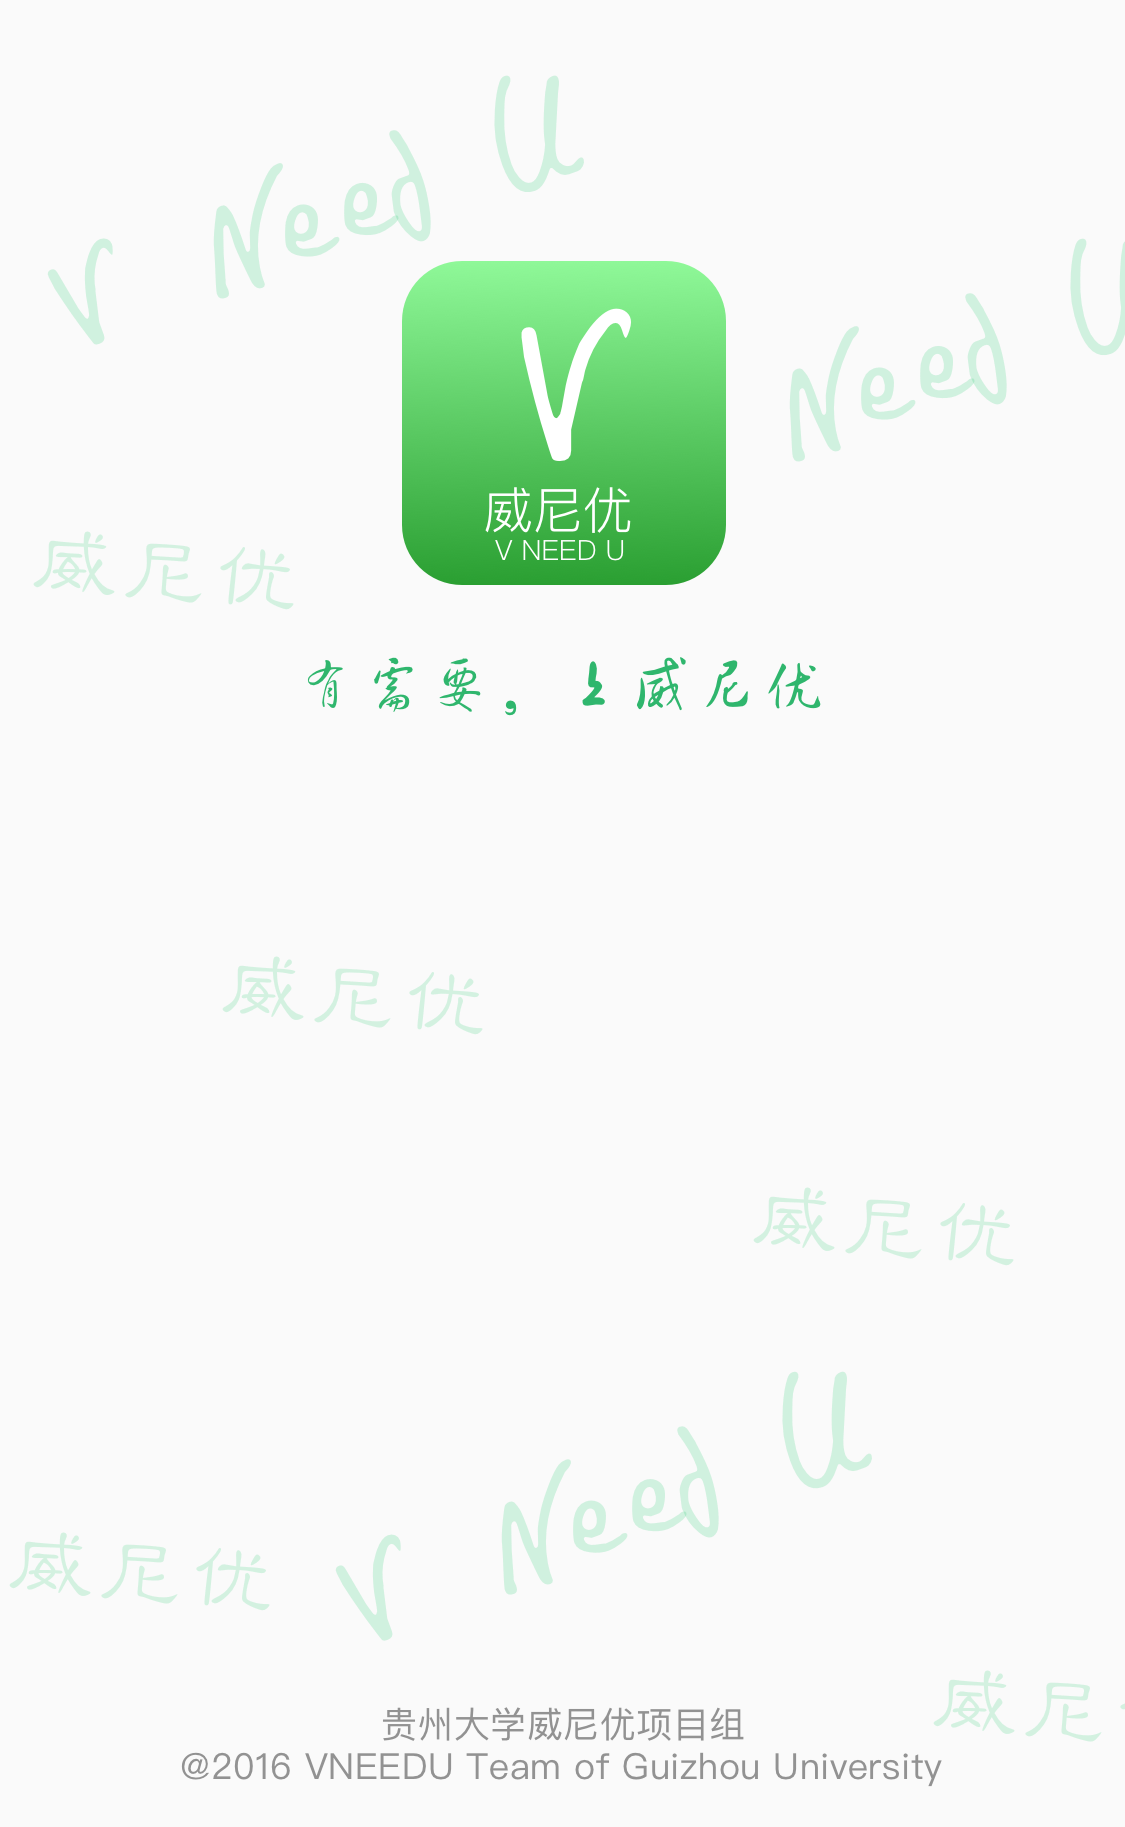 V Need U
Need U
V
威尼优
V NEED U
威尼优
有需要，上威尼优
威尼优
威尼优
V Need U
威尼优
威尼
贵州大学威尼优项目组
@2016 VNEEDU Team of Guizhou University